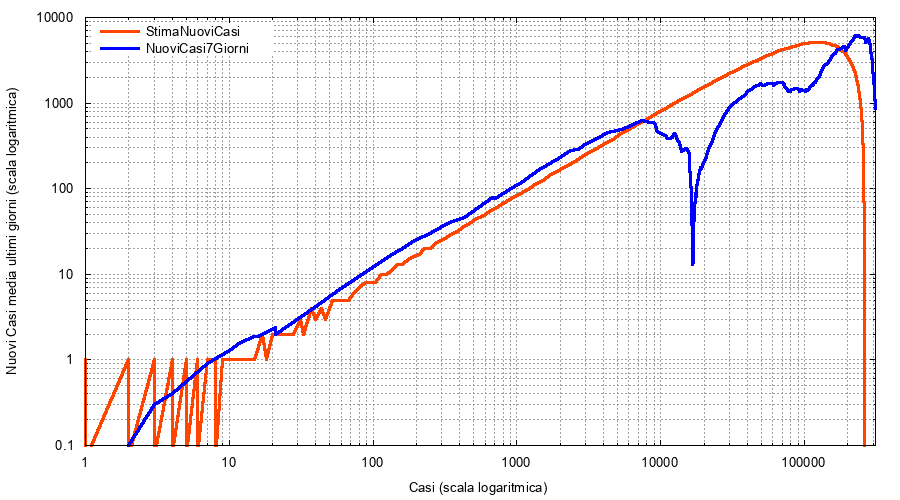 10000
StimaNuoviCasi
NuoviCasi7Giorni
1000
100
10
1
0.1
Nuovi Casi media ultimi giorni (scala logaritmica)
1 10 100 1000 10000 100000
Casi (scala logaritmica)